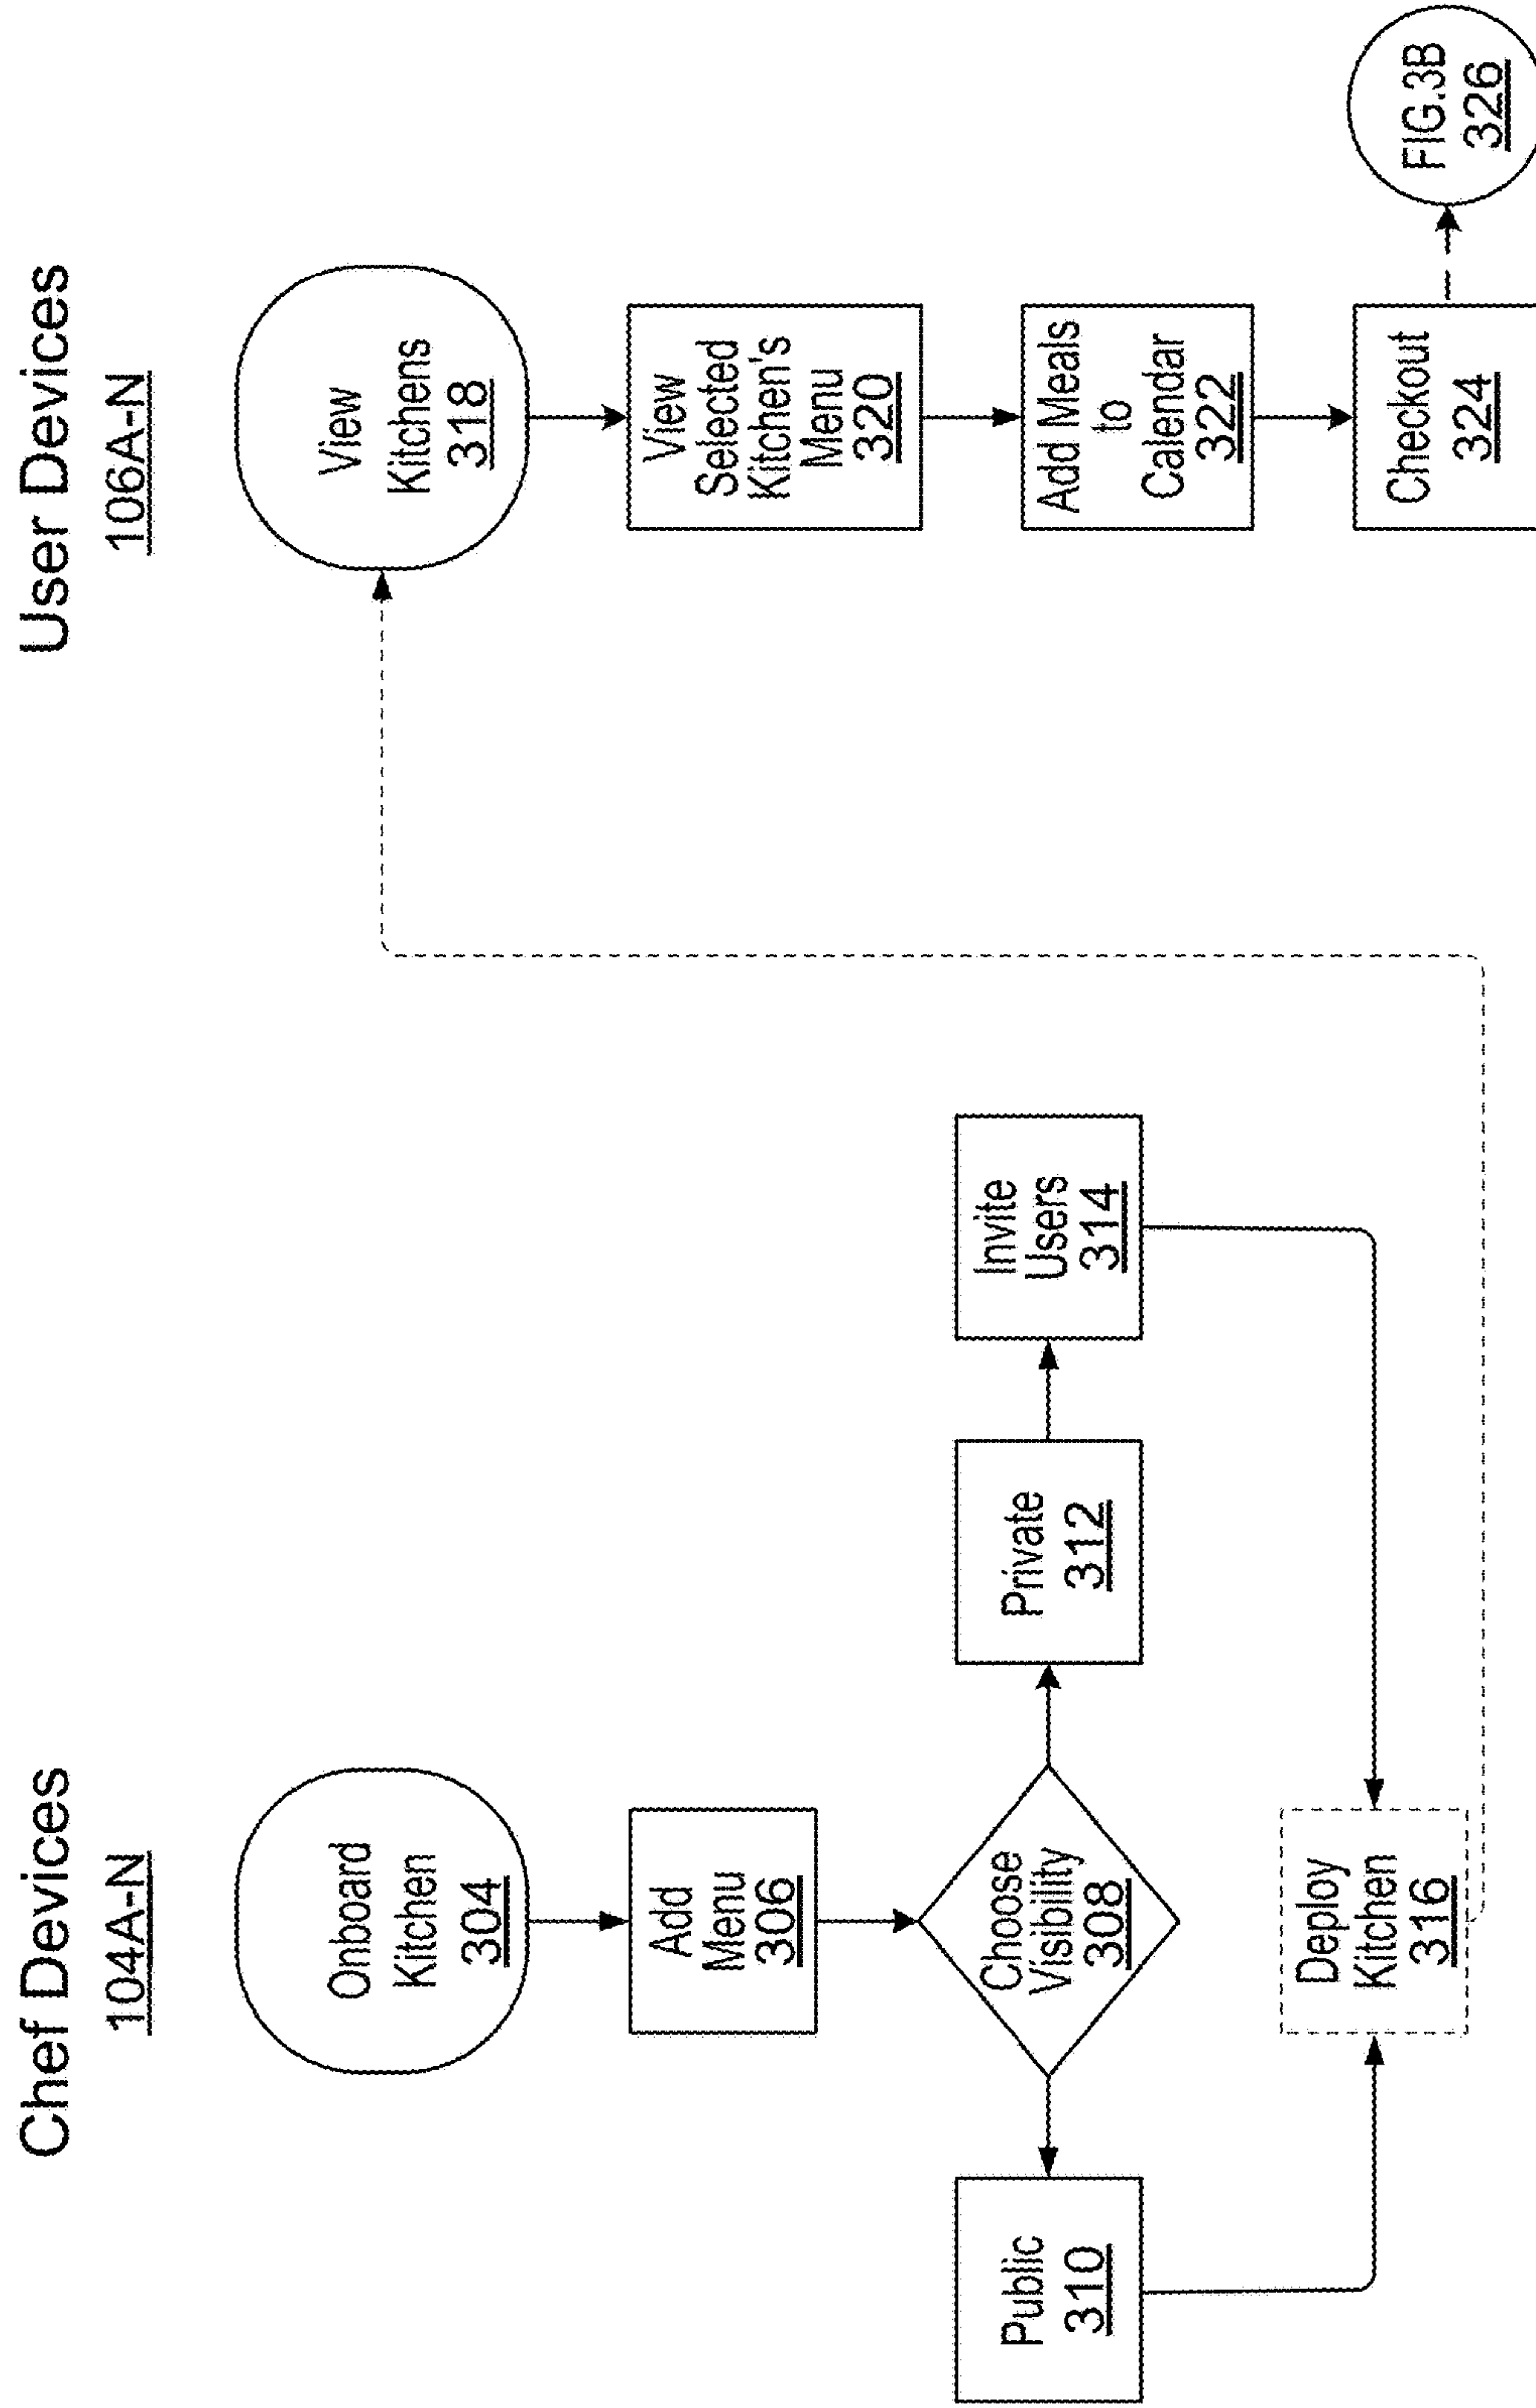 Chef Devices
104A-N
Onboard
Kitchen
304
Add
Menu
306
Choose
Visibility
308
Public
310
Private
312
Invite
Users
314
Deploy
Kitchen
316
User Devices
106A-N
View
Kitchens
318
View
Selected
Kitchen's
Menu
320
Add Meals
to
Calendar
322
Checkout
324
FIG.3B
326